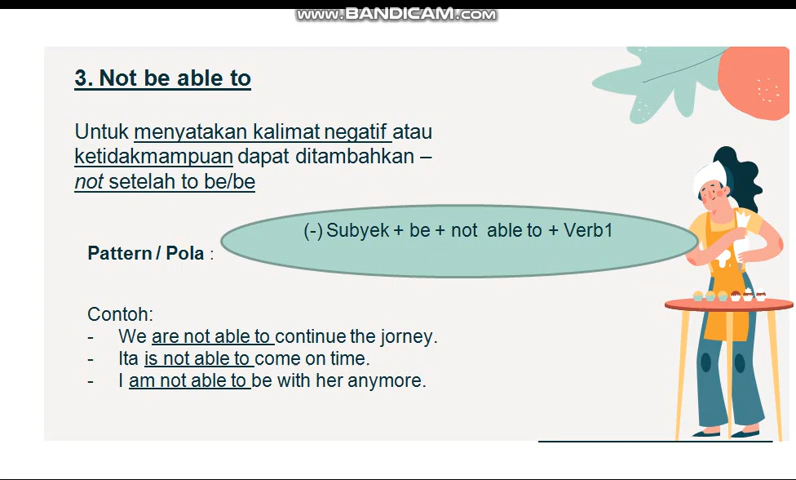 www.BANDICAM.com
3. Not be able to
Untuk menyatakan kalimat negatif atau
ketidakmampuan dapat ditambahkan –
not setelah to be/be
(-) Subyek + be + not able to + Verb1
Pattern / Pola :
Contoh:
- We are not able to continue the jorney.
- Ita is not able to come on time.
- I am not able to be with her anymore.